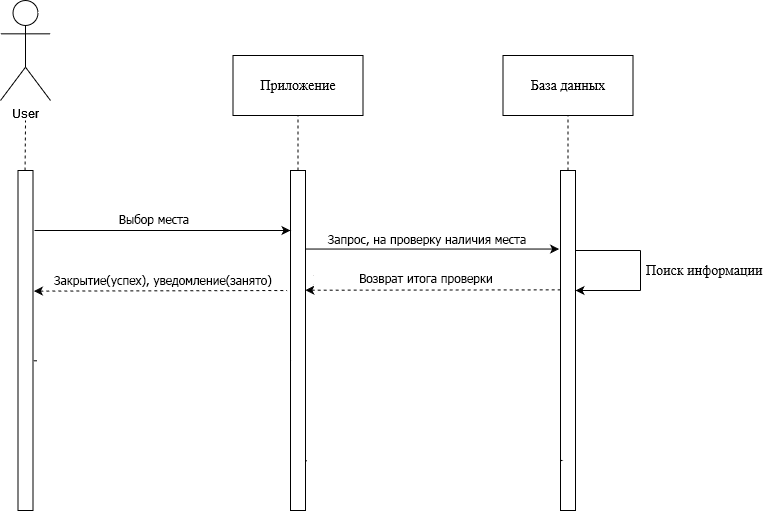 User
Приложение
База данных
Выбор места
Запрос, на проверку наличия места
Поиск информации
Возврат итога проверки
Закрытие(успех), уведомление(занято)